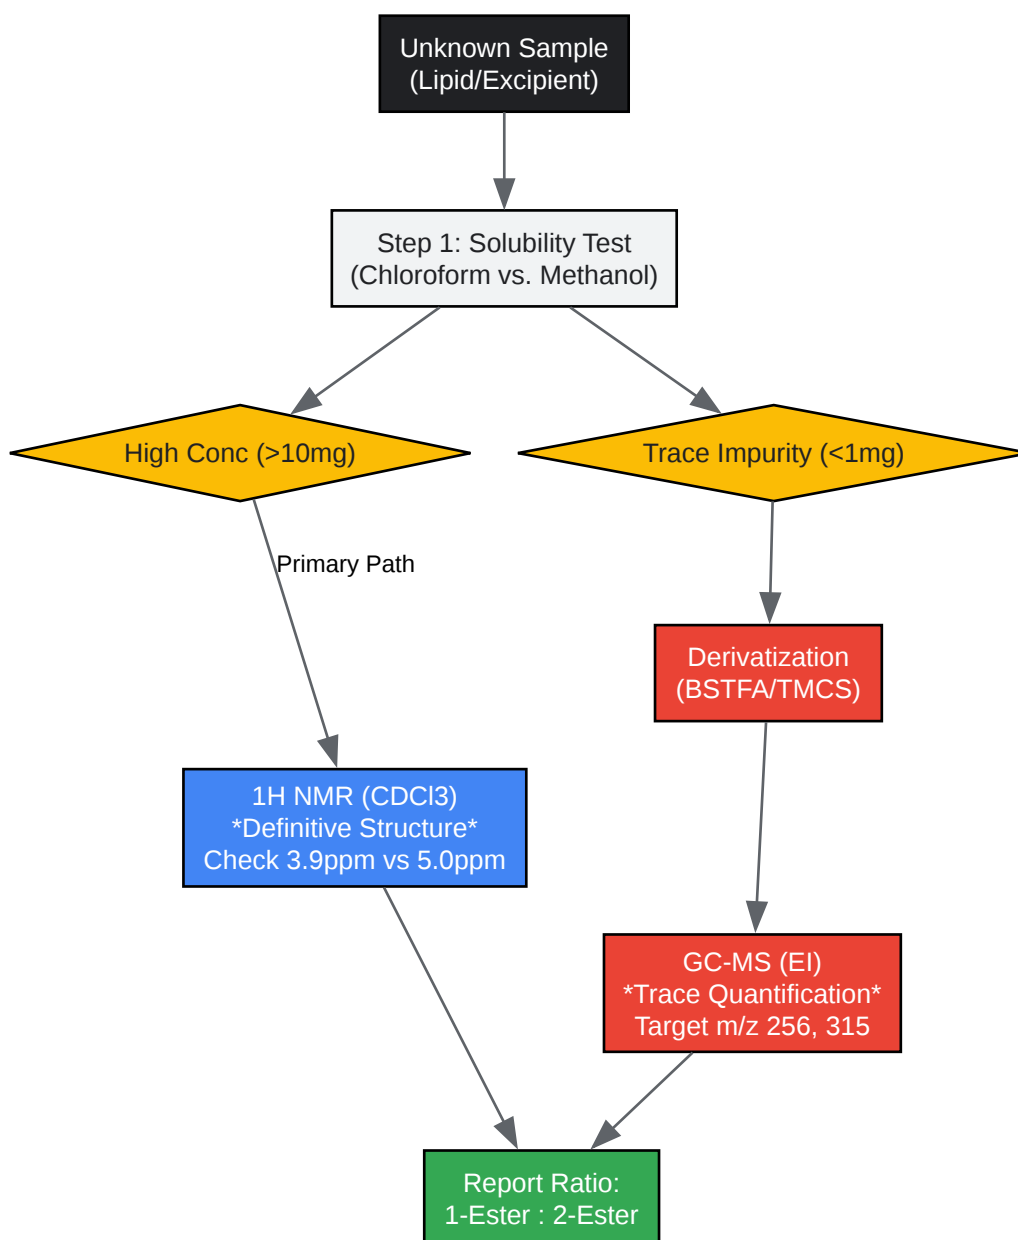 Unknown Sample
(Lipid/Excipient)
Step 1: Solubility Test
(Chloroform vs. Methanol)
High Conc (>10mg)
Trace Impurity (<1mg)
Primary Path
Derivatization
(BSTFA/TMCS)
1H NMR (CDCl3)
*Definitive Structure*
Check 3.9ppm vs 5.0ppm
GC-MS (EI)
*Trace Quantification*
Target m/z 256, 315
Report Ratio:
1-Ester : 2-Ester